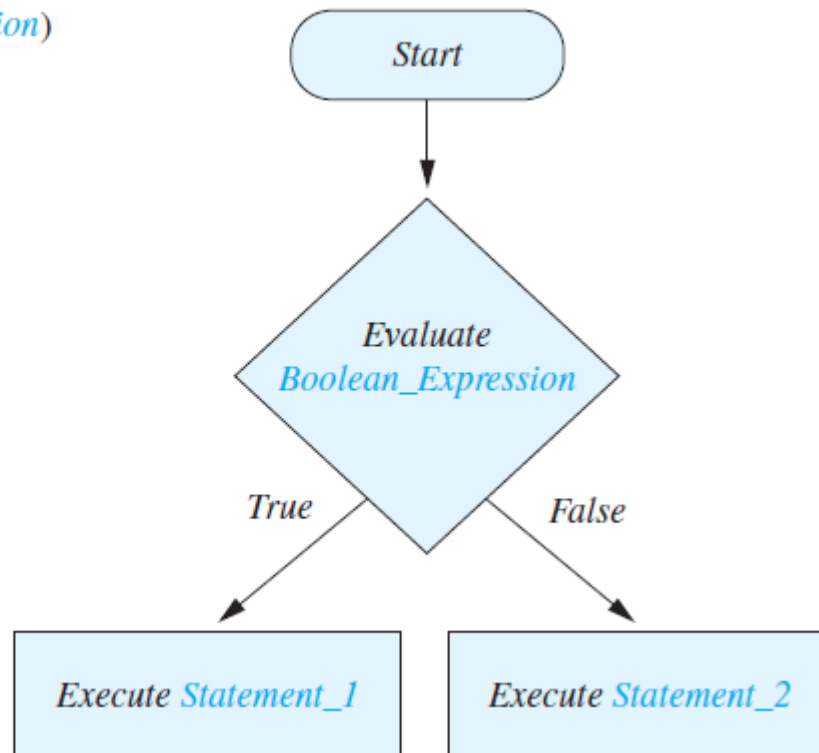 ion)
Start
Evaluate
Boolean_Expression
True
False
Execute Statement_1
Execute Statement_2